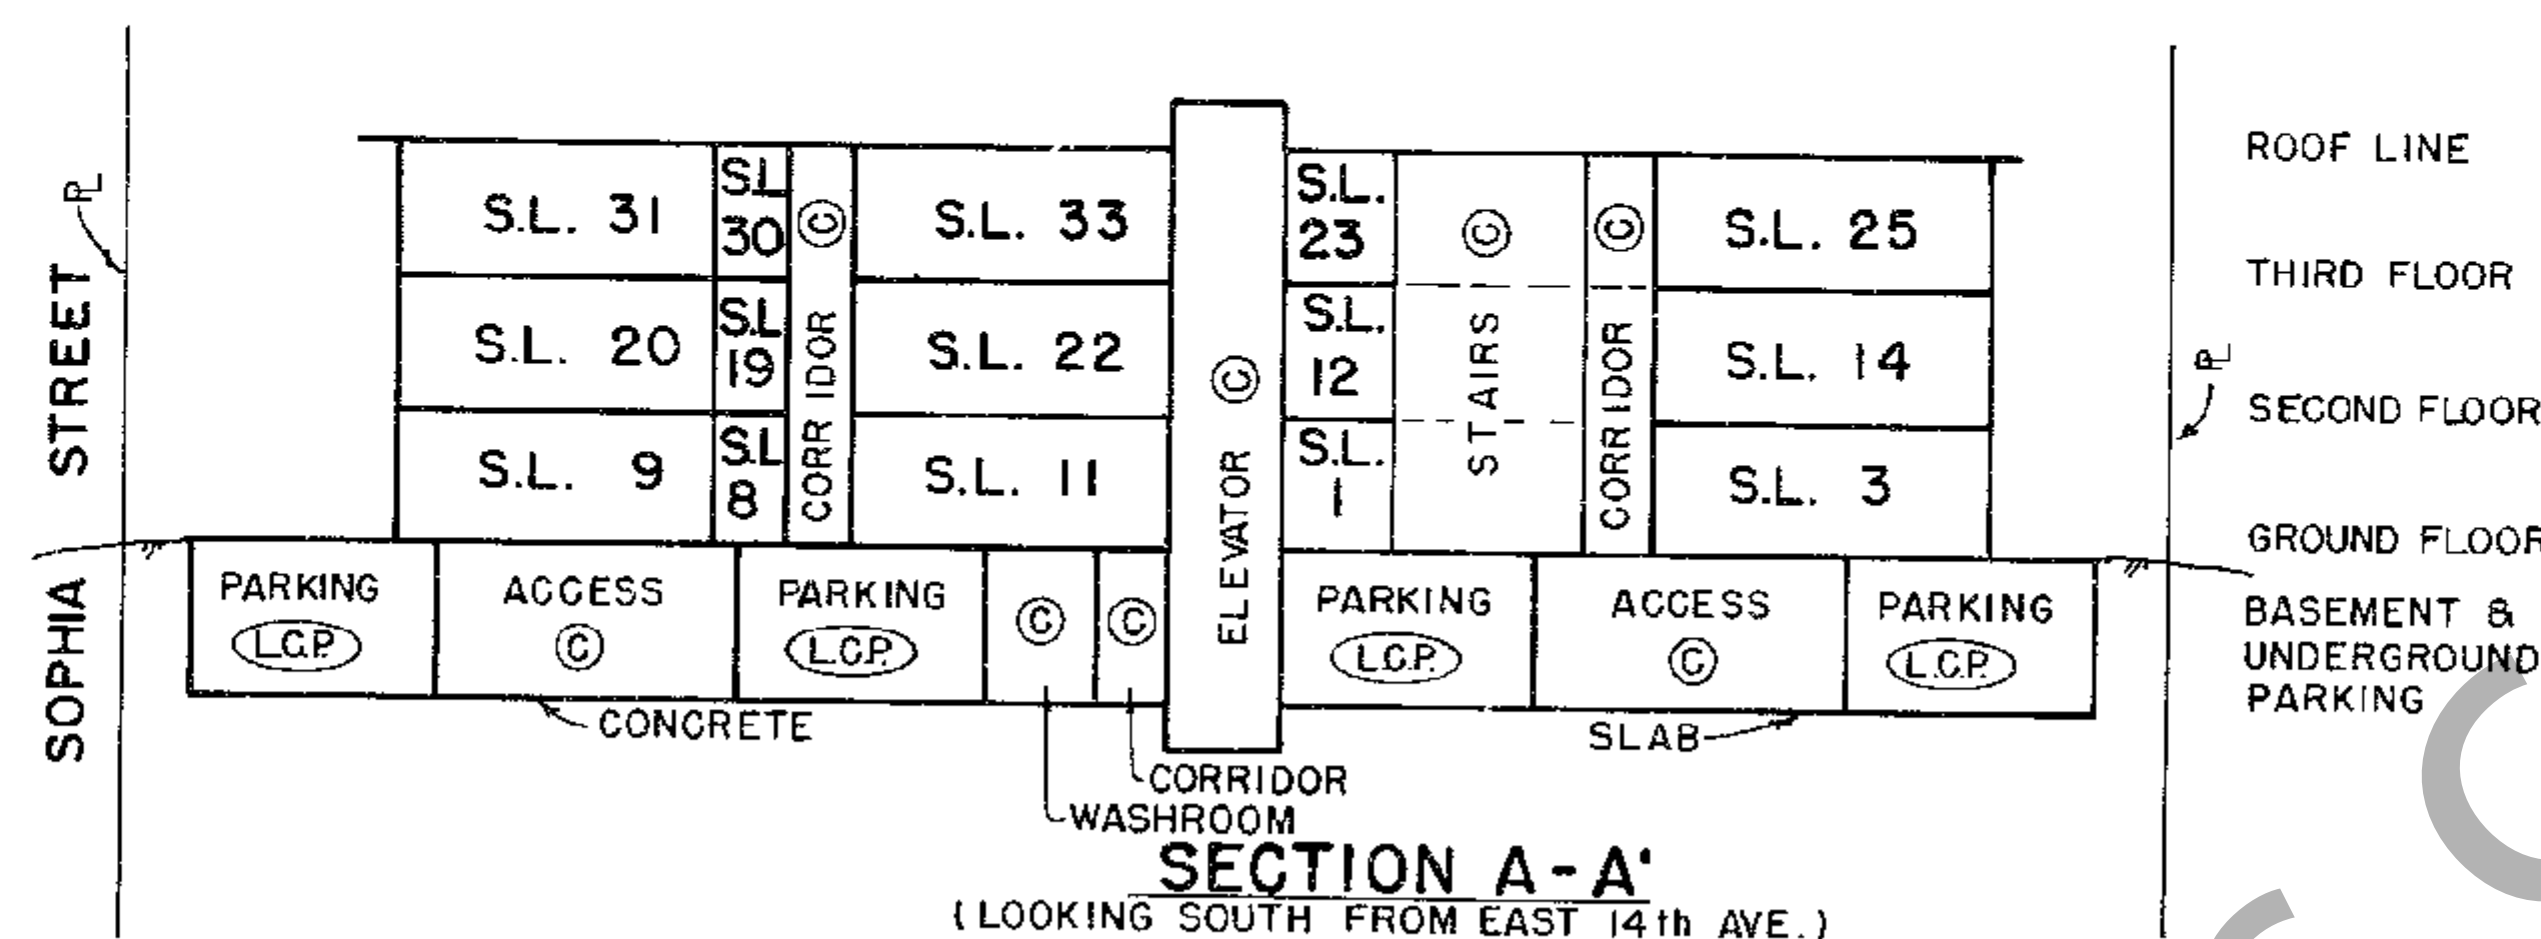 ROOF LINE
THIRD FLOOR
SECOND FLOOR
GROUND FLOOR
BASEMENT &
UNDERGROUND
PARKING
SOPHIA STREET
PL
PL
S.L. 31
S.L
30
©
S.L. 33
S.L.
23
©
©
S.L. 25
S.L. 20
S.L
19
CORRIDOR
S.L. 22
ELEVATOR ©
S.L.
12
STAIRS
CORRIDOR
S.L. 14
S.L. 9
S.L
8
S.L. 11
S.L.
1
S.L. 3
PARKING
L.C.P.
ACCESS
©
PARKING
L.C.P.
©
©
PARKING
L.C.P.
ACCESS
©
PARKING
L.C.P.
CONCRETE
SLAB
CORRIDOR
WASHROOM
SECTION A-A'
(LOOKING SOUTH FROM EAST 14th AVE.)